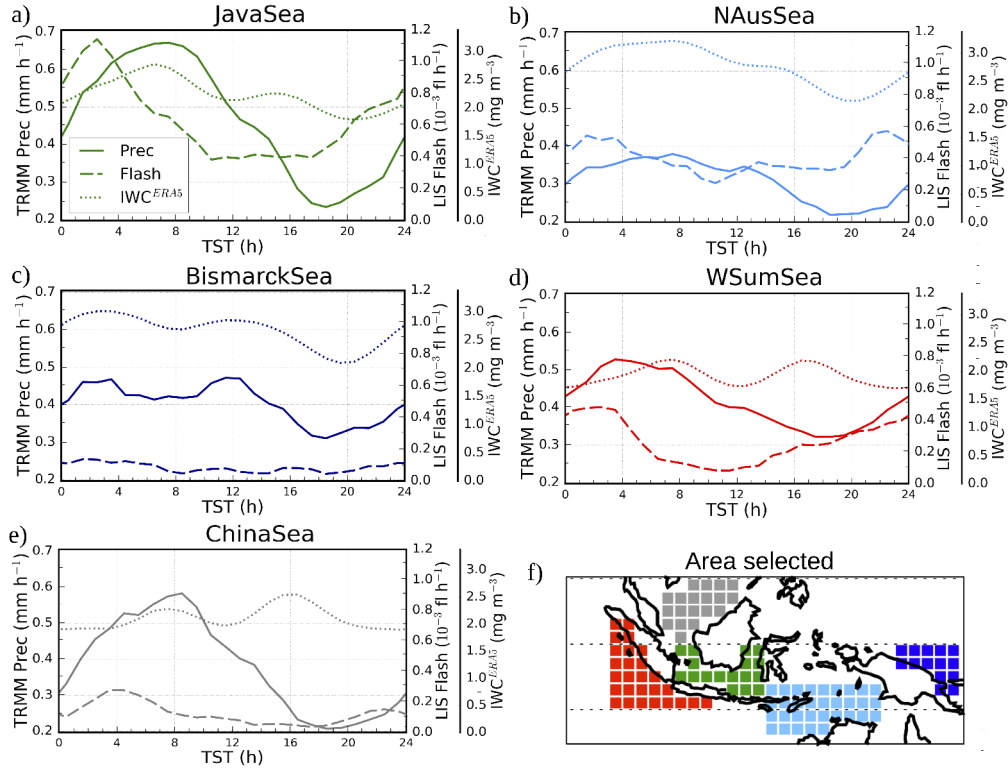 a)
JavaSea
TRMM Prec (mm h⁻¹)
0.7
0.6
0.5
0.4
0.3
0.2
Prec
Flash
IWC^ERA5
0 4 8 12 16 20 24
TST (h)
1.2
1.0
0.8
0.6
0.4
0.2
0.0
LIS Flash (10⁻³ fl h⁻¹)
3.0
2.5
2.0
1.5
1.0
0.5
0.0
IWC^ERA5 (mg m⁻³)
b)
NAusSea
TRMM Prec (mm h⁻¹)
0.7
0.6
0.5
0.4
0.3
0.2
0 4 8 12 16 20 24
TST (h)
1.2
1.0
0.8
0.6
0.4
0.2
0.0
LIS Flash (10⁻³ fl h⁻¹)
3.0
2.5
2.0
1.5
1.0
0.5
0.0
IWC^ERA5 (mg m⁻³)
c)
BismarckSea
TRMM Prec (mm h⁻¹)
0.7
0.6
0.5
0.4
0.3
0.2
0 4 8 12 16 20 24
TST (h)
1.2
1.0
0.8
0.6
0.4
0.2
0.0
LIS Flash (10⁻³ fl h⁻¹)
3.0
2.5
2.0
1.5
1.0
0.5
0.0
IWC^ERA5 (mg m⁻³)
d)
WSumSea
TRMM Prec (mm h⁻¹)
0.7
0.6
0.5
0.4
0.3
0.2
0 4 8 12 16 20 24
TST (h)
1.2
1.0
0.8
0.6
0.4
0.2
0.0
LIS Flash (10⁻³ fl h⁻¹)
3.0
2.5
2.0
1.5
1.0
0.5
0.0
IWC^ERA5 (mg m⁻³)
e)
ChinaSea
TRMM Prec (mm h⁻¹)
0.7
0.6
0.5
0.4
0.3
0.2
0 4 8 12 16 20 24
TST (h)
1.2
1.0
0.8
0.6
0.4
0.2
0.0
LIS Flash (10⁻³ fl h⁻¹)
3.0
2.5
2.0
1.5
1.0
0.5
0.0
IWC^ERA5 (mg m⁻³)
f)
Area selected